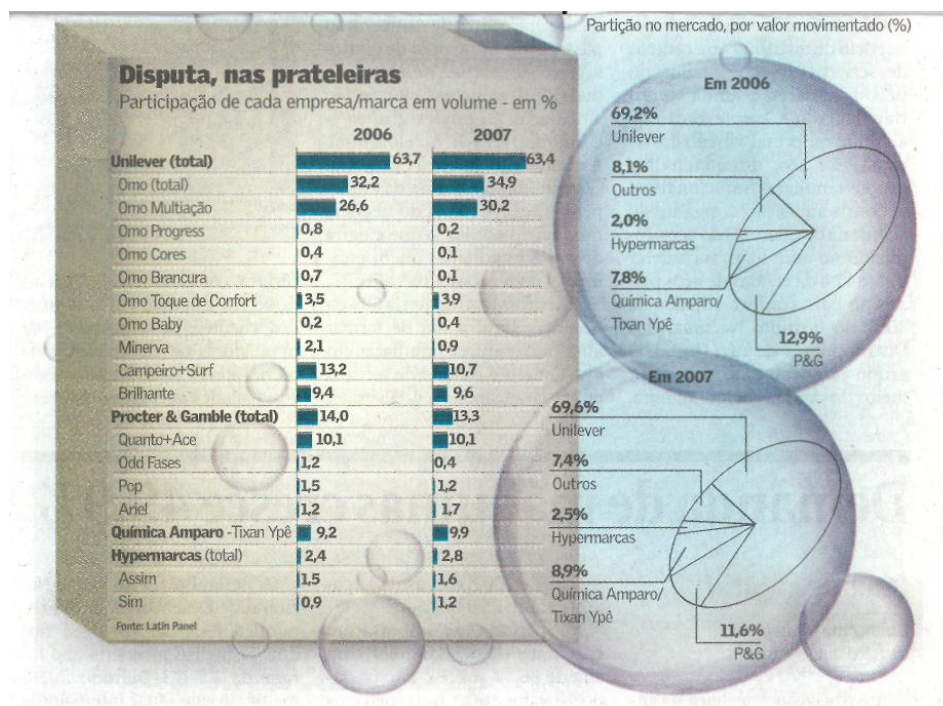 Partição no mercado, por valor movimentado (%)
Disputa, nas prateleiras
Participação de cada empresa/marca em volume - em %
2006 2007
Unilever (total) 63,7 63,4
Omo (total) 32,2 34,9
Omo Multiação 26,6 30,2
Omo Progress 0,8 0,2
Omo Cores 0,4 0,1
Omo Brancura 0,7 0,1
Omo Toque de Confort 3,5 3,9
Omo Baby 0,2 0,4
Minerva 2,1 0,9
Campeiro+Surf 13,2 10,7
Brilhante 9,4 9,6
Procter & Gamble (total) 14,0 13,3
Quanto+Ace 10,1 10,1
Odd Fases 1,2 0,4
Pop 1,5 1,2
Ariel 1,2 1,7
Química Amparo -Tixan Ypê 9,2 9,9
Hypermarcas (total) 2,4 2,8
Assim 1,5 1,6
Sim 0,9 1,2
Fonte: Latin Panel
Em 2006
69,2%
Unilever
8,1%
Outros
2,0%
Hypermarcas
7,8%
Química Amparo/
Tixan Ypê
12,9%
P&G
Em 2007
69,6%
Unilever
7,4%
Outros
2,5%
Hypermarcas
8,9%
Química Amparo/
Tixan Ypê
11,6%
P&G